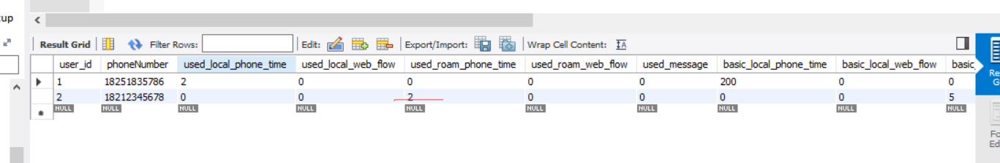 :up
Result Grid Filter Rows: Edit: Export/Import: Wrap Cell Content: IA
user_id phoneNumber used_local_phone_time used_local_web_flow used_roam_phone_time used_roam_web_flow used_message basic_local_phone_time basic_local_web_flow basic_
1 18251835786 2 0 0 0 0 200 0 0
2 18212345678 0 0 2 0 0 0 0 5
NULL NULL NULL NULL NULL NULL NULL NULL NULL NULL
Re
G
Fo
Ed